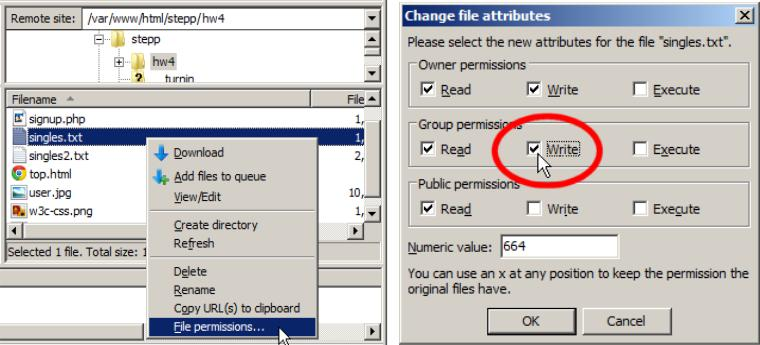 Remote site: /var/www/html/stepp/hw4
stepp
hw4
? turnin
Filename File
signup.php 1,
singles.txt 1,
singles2.txt 2,
top.html
user.jpg 10,
w3c-css.png 1,
Selected 1 file. Total size: 1
Download
Add files to queue
View/Edit
Create directory
Refresh
Delete
Rename
Copy URL(s) to clipboard
File permissions...
Change file attributes
Please select the new attributes for the file "singles.txt".
Owner permissions
Read Write Execute
Group permissions
Read Write Execute
Public permissions
Read Write Execute
Numeric value: 664
You can use an x at any position to keep the permission the
original files have.
OK Cancel